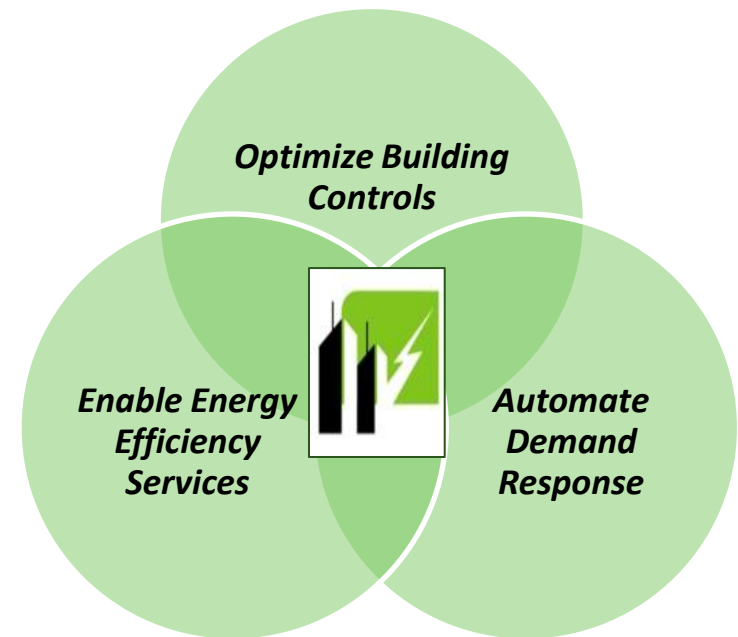 Optimize Building
Controls
Enable Energy
Efficiency
Services
Automate
Demand
Response